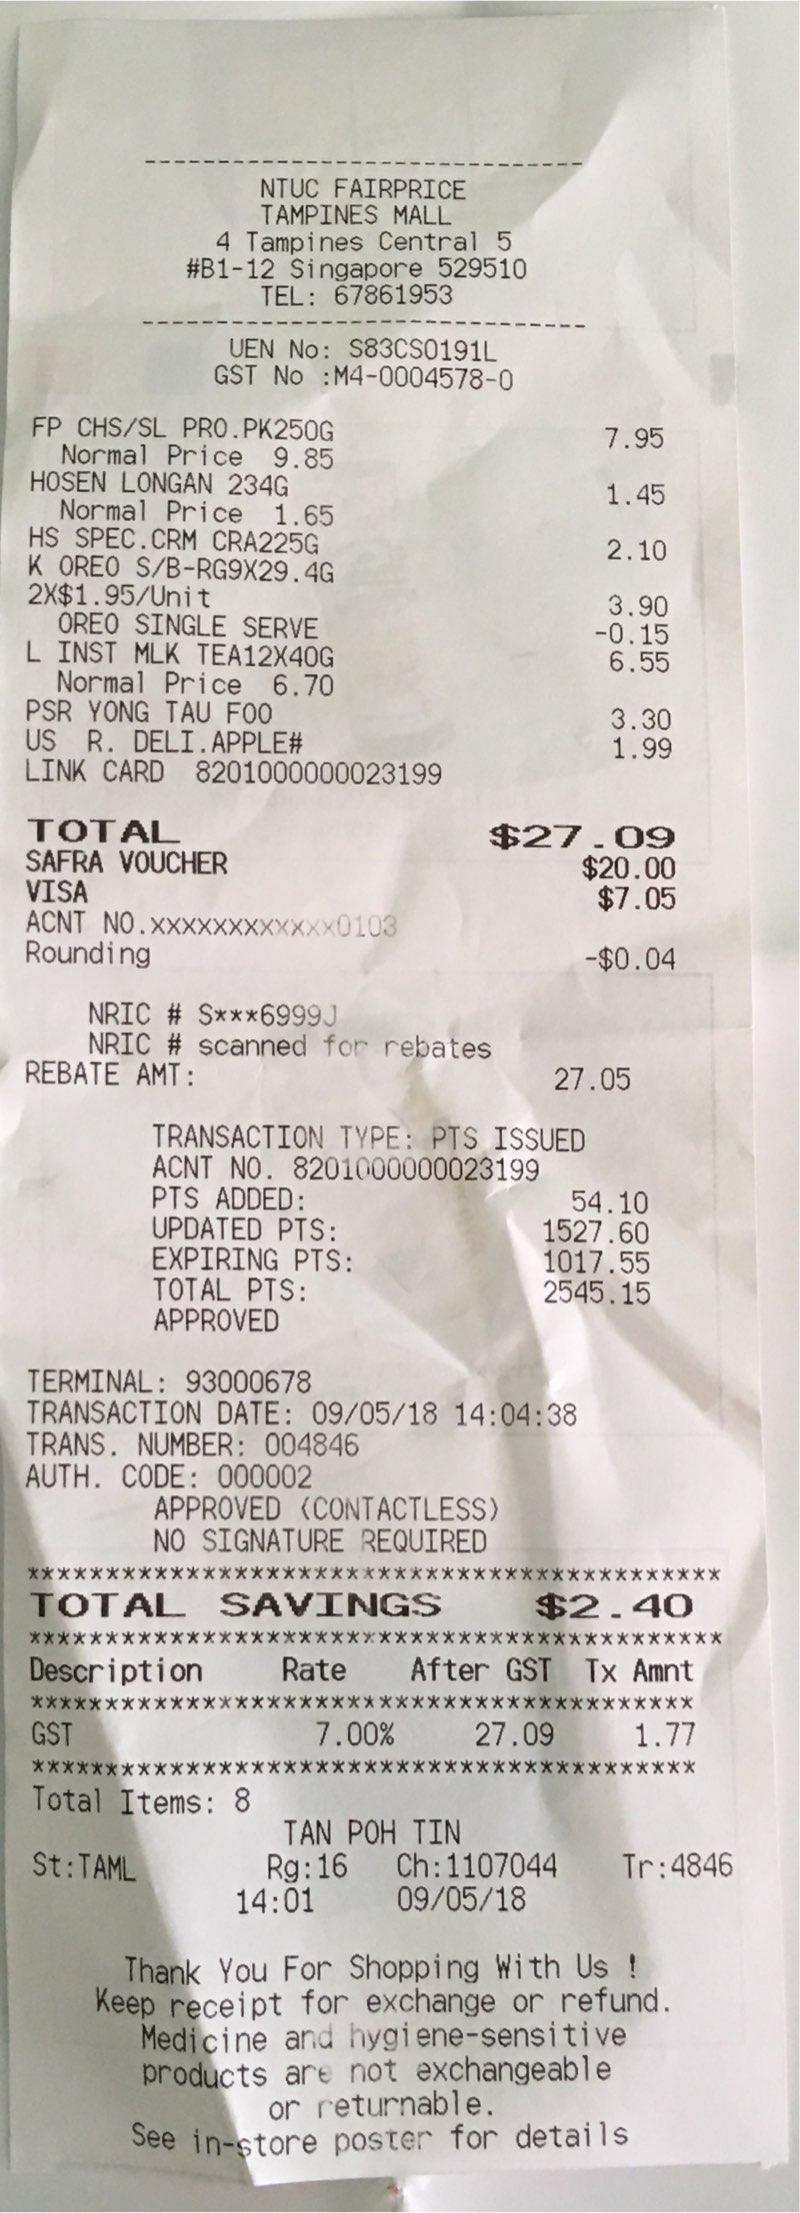 NTUC FAIRPRICE
TAMPINES MALL
4 Tampines Central 5
#B1-12 Singapore 529510
TEL: 67861953
UEN No: S83CS0191L
GST No :M4-0004578-0
FP CHS/SL PRO.PK250G 7.95
Normal Price 9.85
HOSEN LONGAN 234G 1.45
Normal Price 1.65
HS SPEC.CRM CRA225G 2.10
K OREO S/B-RG9X29.4G
2X$1.95/Unit 3.90
OREO SINGLE SERVE -0.15
L INST MLK TEA12X40G 6.55
Normal Price 6.70
PSR YONG TAU FOO 3.30
US R. DELI.APPLE# 1.99
LINK CARD 8201000000023199
TOTAL $27.09
SAFRA VOUCHER $20.00
VISA $7.05
ACNT NO.xxxxxxxxxxxx0103
Rounding -$0.04
NRIC # S***6999J
NRIC # scanned for rebates
REBATE AMT: 27.05
TRANSACTION TYPE: PTS ISSUED
ACNT NO. 8201000000023199
PTS ADDED: 54.10
UPDATED PTS: 1527.60
EXPIRING PTS: 1017.55
TOTAL PTS: 2545.15
APPROVED
TERMINAL: 93000678
TRANSACTION DATE: 09/05/18 14:04:38
TRANS. NUMBER: 004846
AUTH. CODE: 000002
APPROVED (CONTACTLESS)
NO SIGNATURE REQUIRED
********************************************
TOTAL SAVINGS $2.40
********************************************
Description Rate After GST Tx Amnt
******************************************
GST 7.00% 27.09 1.77
******************************************
Total Items: 8
TAN POH TIN
St:TAML Rg:16 Ch:1107044 Tr:4846
14:01 09/05/18
Thank You For Shopping With Us !
Keep receipt for exchange or refund.
Medicine and hygiene-sensitive
products are not exchangeable
or returnable.
See in-store poster for details